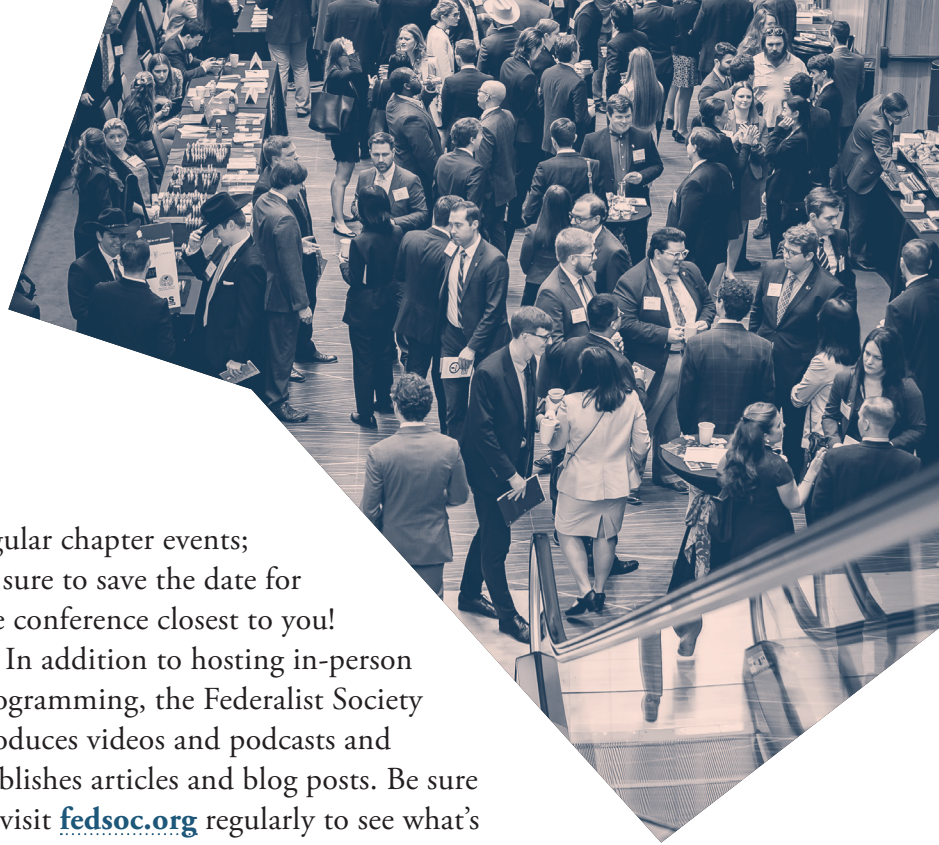 gular chapter events;
sure to save the date for
e conference closest to you!
In addition to hosting in-person
ogramming, the Federalist Society
oduces videos and podcasts and
blishes articles and blog posts. Be sure
visit fedsoc.org regularly to see what’s